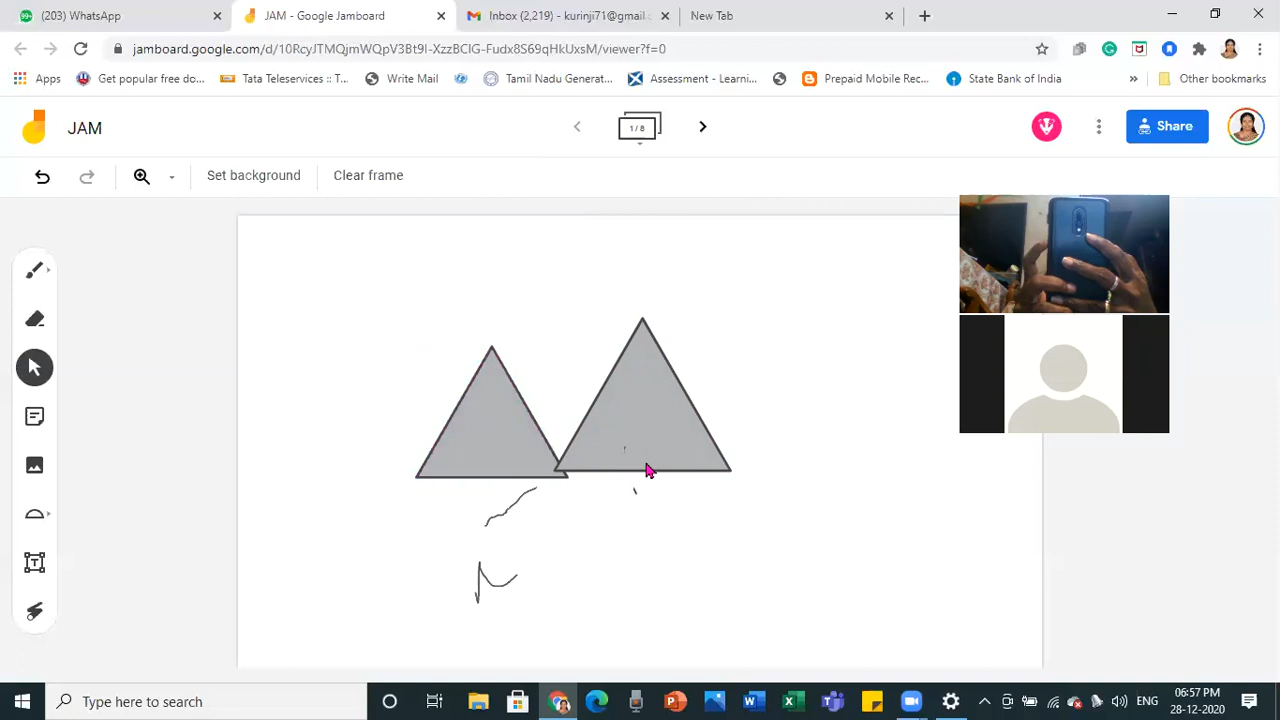 (203) WhatsApp
JAM - Google Jamboard
Inbox (2,219) - kurinji71@gmail.
New Tab
jamboard.google.com/d/10RcyJTMQjmWQpV3Bt9I-XzzBCIG-Fudx8S69qHkUxsM/viewer?f=0
Apps
Get popular free do...
Tata Teleservices :: T...
Write Mail
Tamil Nadu Generat...
Assessment - Learni...
Prepaid Mobile Rec...
State Bank of India
Other bookmarks
JAM
1 / 8
Share
Set background
Clear frame
Type here to search
ENG
06:57 PM
28-12-2020